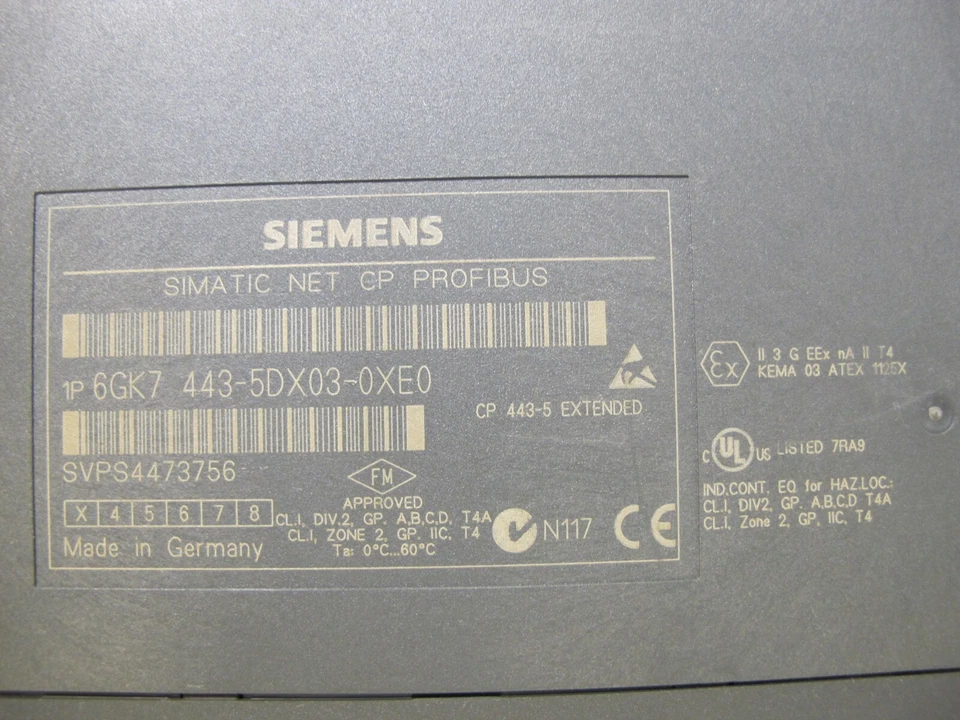 SIEMENS
SIMATIC NET CP PROFIBUS
1P 6GK7 443-5DX03-0XE0
CP 443-5 EXTENDED
SVPS4473756
FM
APPROVED
X 4 5 6 7 8
CL.I, DIV.2, GP. A,B,C,D, T4A
CL.I, ZONE 2, GP. IIC, T4
Ta: 0°C...60°C
Made in Germany
N117
CE
Ex
II 3 G EEx nA II T4
KEMA 03 ATEX 1125X
C UL US LISTED 7RA9
IND.CONT. EQ for HAZ.LOC.:
CL.I, DIV2, GP. A,B,C,D T4A
CL.I, Zone 2, GP. IIC, T4